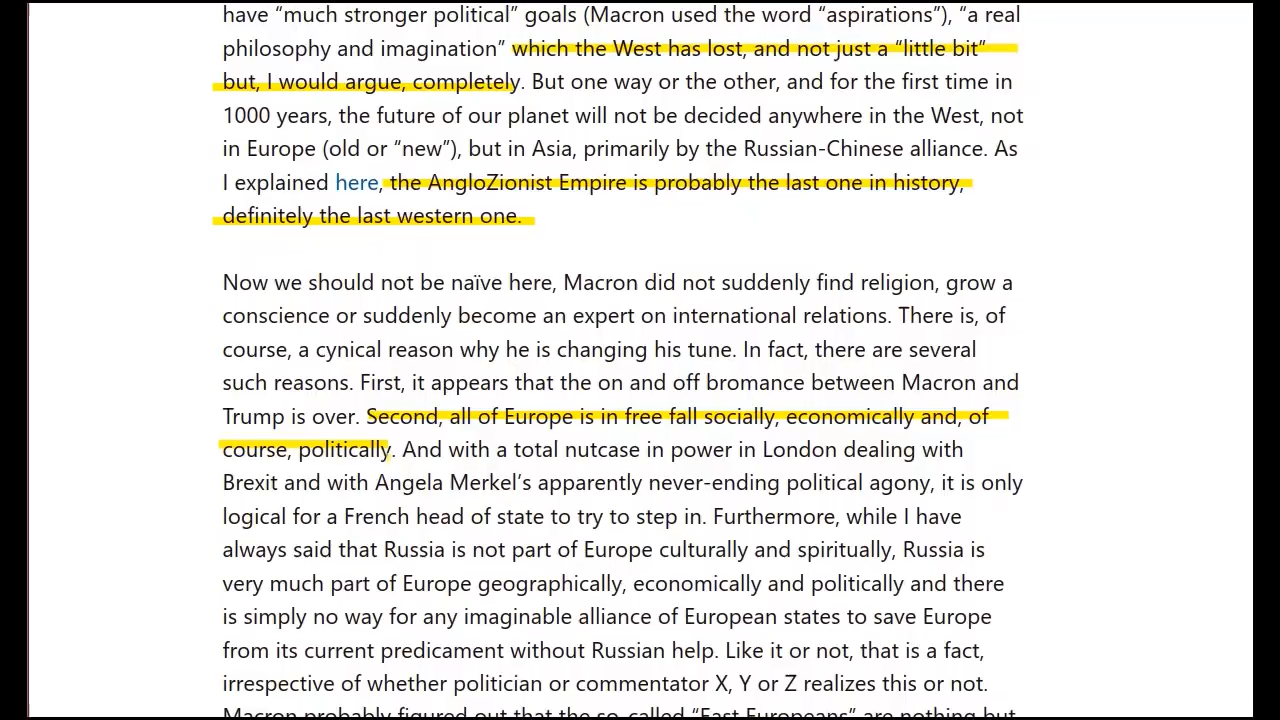 have “much stronger political” goals (Macron used the word “aspirations”), “a real
philosophy and imagination” which the West has lost, and not just a “little bit”
but, I would argue, completely. But one way or the other, and for the first time in
1000 years, the future of our planet will not be decided anywhere in the West, not
in Europe (old or “new”), but in Asia, primarily by the Russian-Chinese alliance. As
I explained here, the AngloZionist Empire is probably the last one in history,
definitely the last western one.
Now we should not be naïve here, Macron did not suddenly find religion, grow a
conscience or suddenly become an expert on international relations. There is, of
course, a cynical reason why he is changing his tune. In fact, there are several
such reasons. First, it appears that the on and off bromance between Macron and
Trump is over. Second, all of Europe is in free fall socially, economically and, of
course, politically. And with a total nutcase in power in London dealing with
Brexit and with Angela Merkel’s apparently never-ending political agony, it is only
logical for a French head of state to try to step in. Furthermore, while I have
always said that Russia is not part of Europe culturally and spiritually, Russia is
very much part of Europe geographically, economically and politically and there
is simply no way for any imaginable alliance of European states to save Europe
from its current predicament without Russian help. Like it or not, that is a fact,
irrespective of whether politician or commentator X, Y or Z realizes this or not.
Macron probably figured out that the so-called “East Europeans” are nothing but